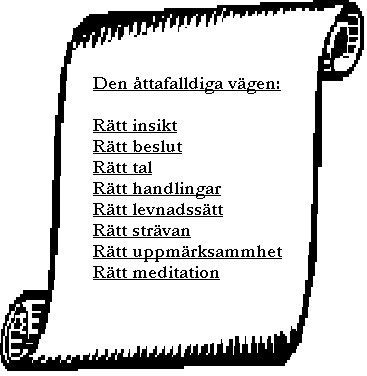 Den åttafalldiga vägen:
Rätt insikt
Rätt beslut
Rätt tal
Rätt handlingar
Rätt levnadssätt
Rätt strävan
Rätt uppmärksammhet
Rätt meditation